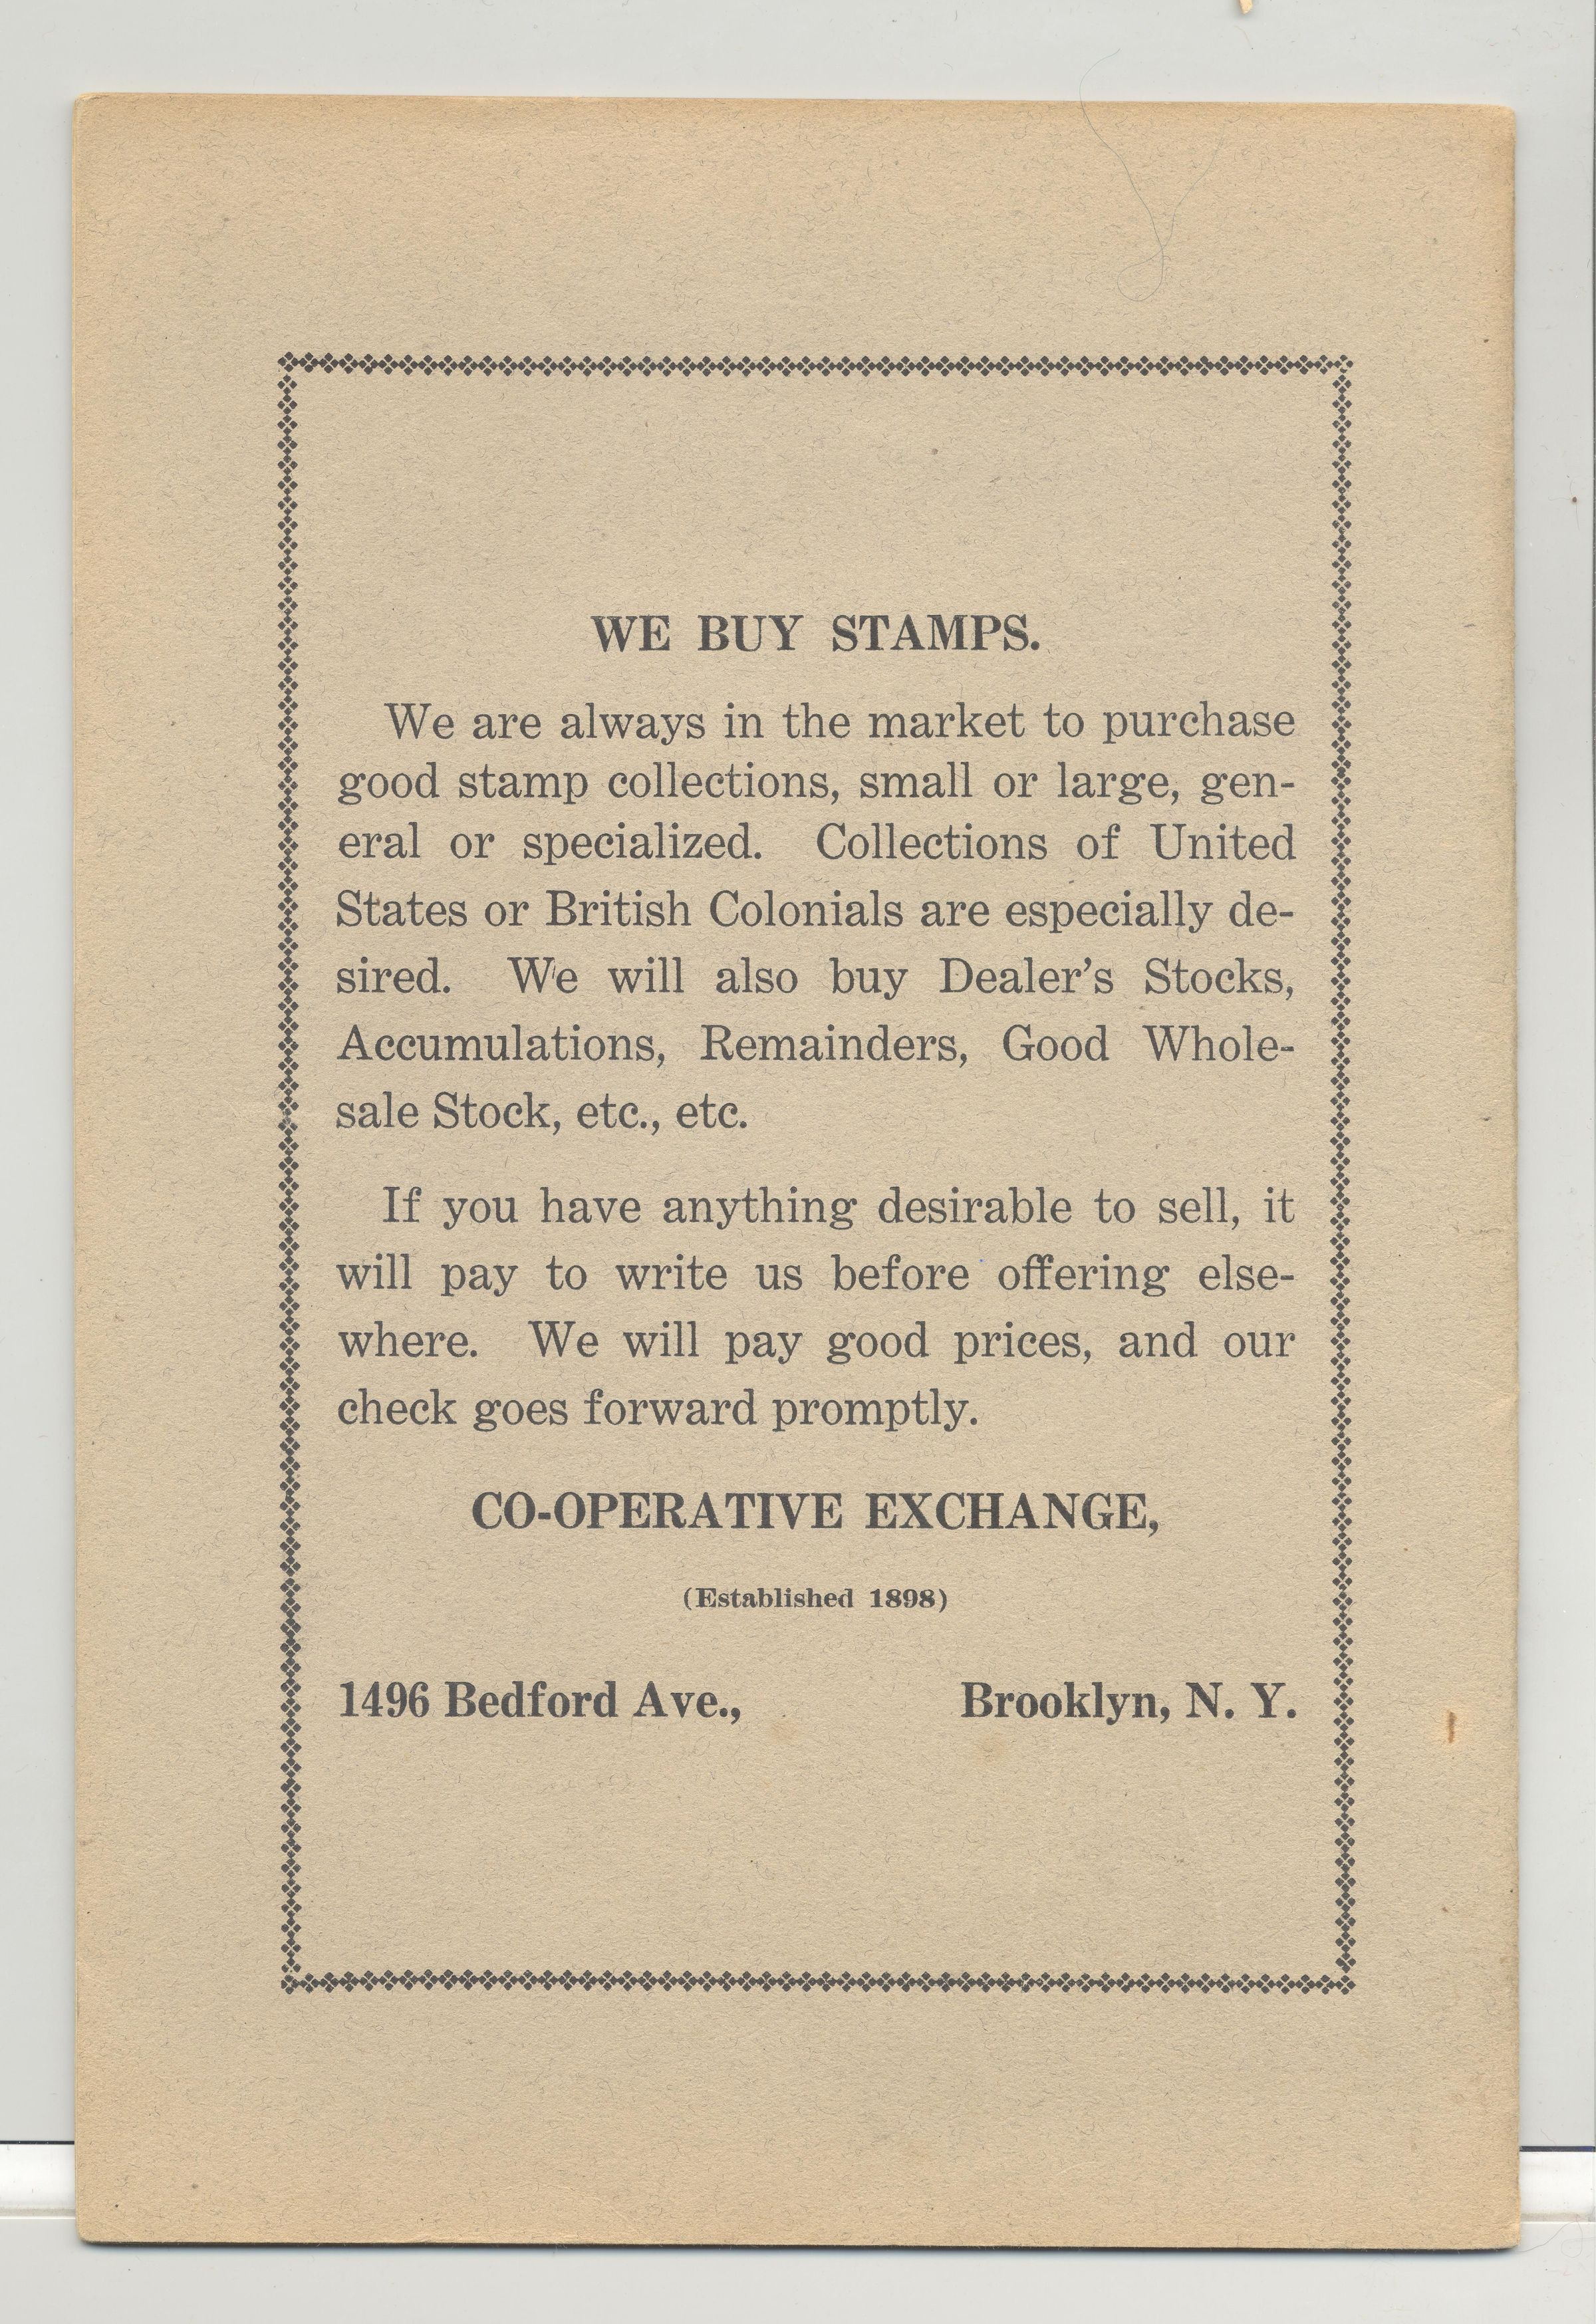 WE BUY STAMPS.
We are always in the market to purchase
good stamp collections, small or large, gen-
eral or specialized. Collections of United
States or British Colonials are especially de-
sired. We will also buy Dealer's Stocks,
Accumulations, Remainders, Good Whole-
sale Stock, etc., etc.
If you have anything desirable to sell, it
will pay to write us before offering else-
where. We will pay good prices, and our
check goes forward promptly.
CO-OPERATIVE EXCHANGE,
(Established 1898)
1496 Bedford Ave., Brooklyn, N. Y.